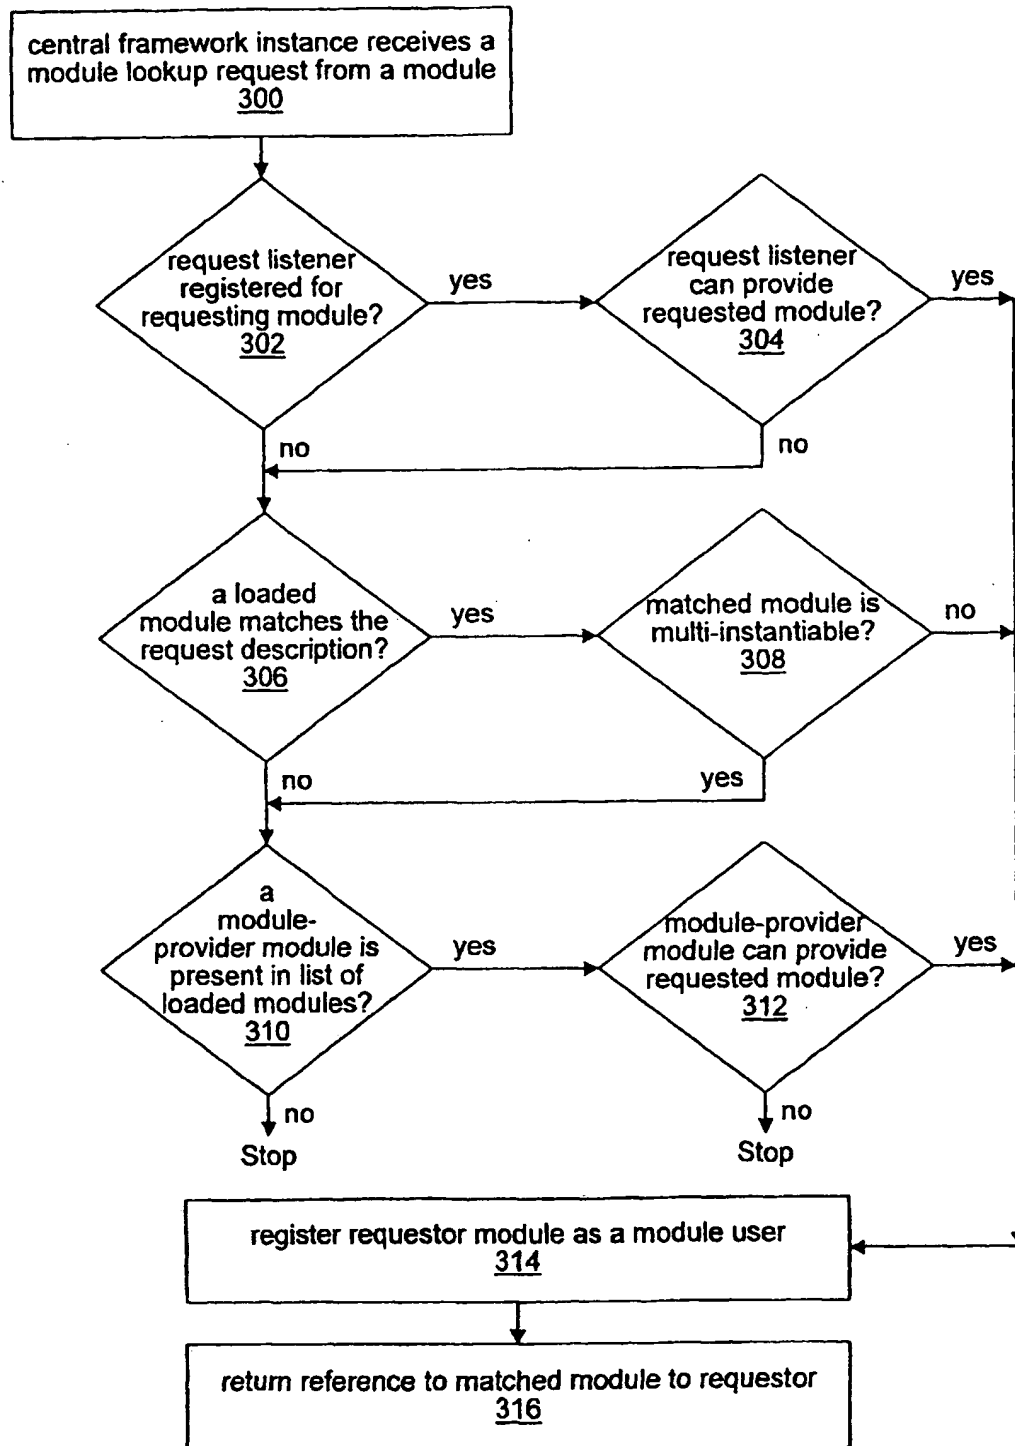 central framework instance receives a
module lookup request from a module
300
request listener
registered for
requesting module?
302
yes
request listener
can provide
requested module?
304
yes
no
no
a loaded
module matches the
request description?
306
yes
matched module is
multi-instantiable?
308
no
no
yes
a
module-
provider module is
present in list of
loaded modules?
310
yes
module-provider
module can provide
requested module?
312
yes
no
Stop
no
Stop
register requestor module as a module user
314
return reference to matched module to requestor
316